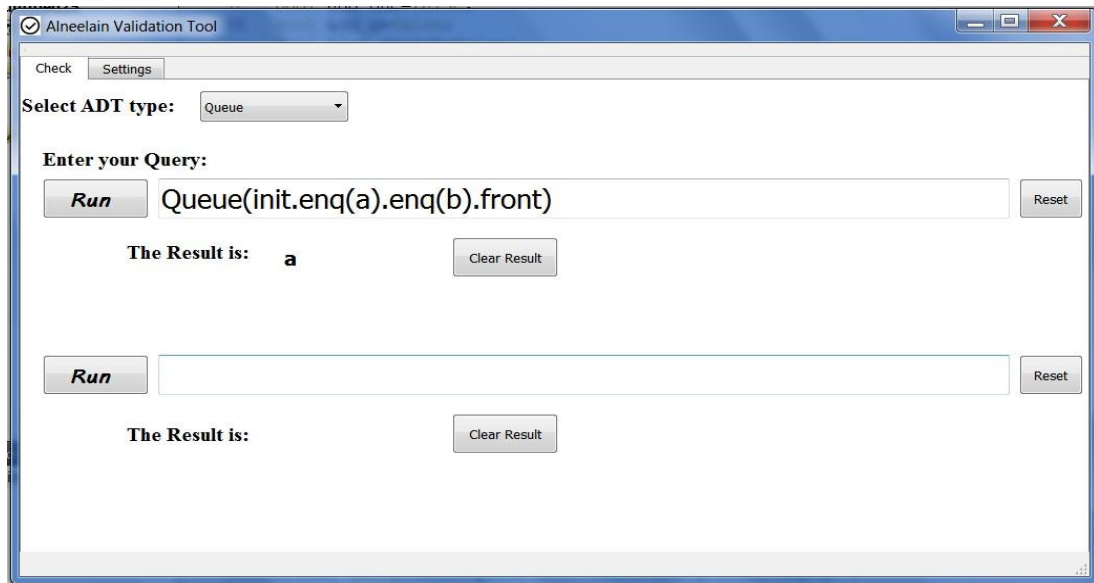 Alneelain Validation Tool
Check Settings
Select ADT type: Queue
Enter your Query:
Run Queue(init.enq(a).enq(b).front) Reset
The Result is: a Clear Result
Run Reset
The Result is: Clear Result